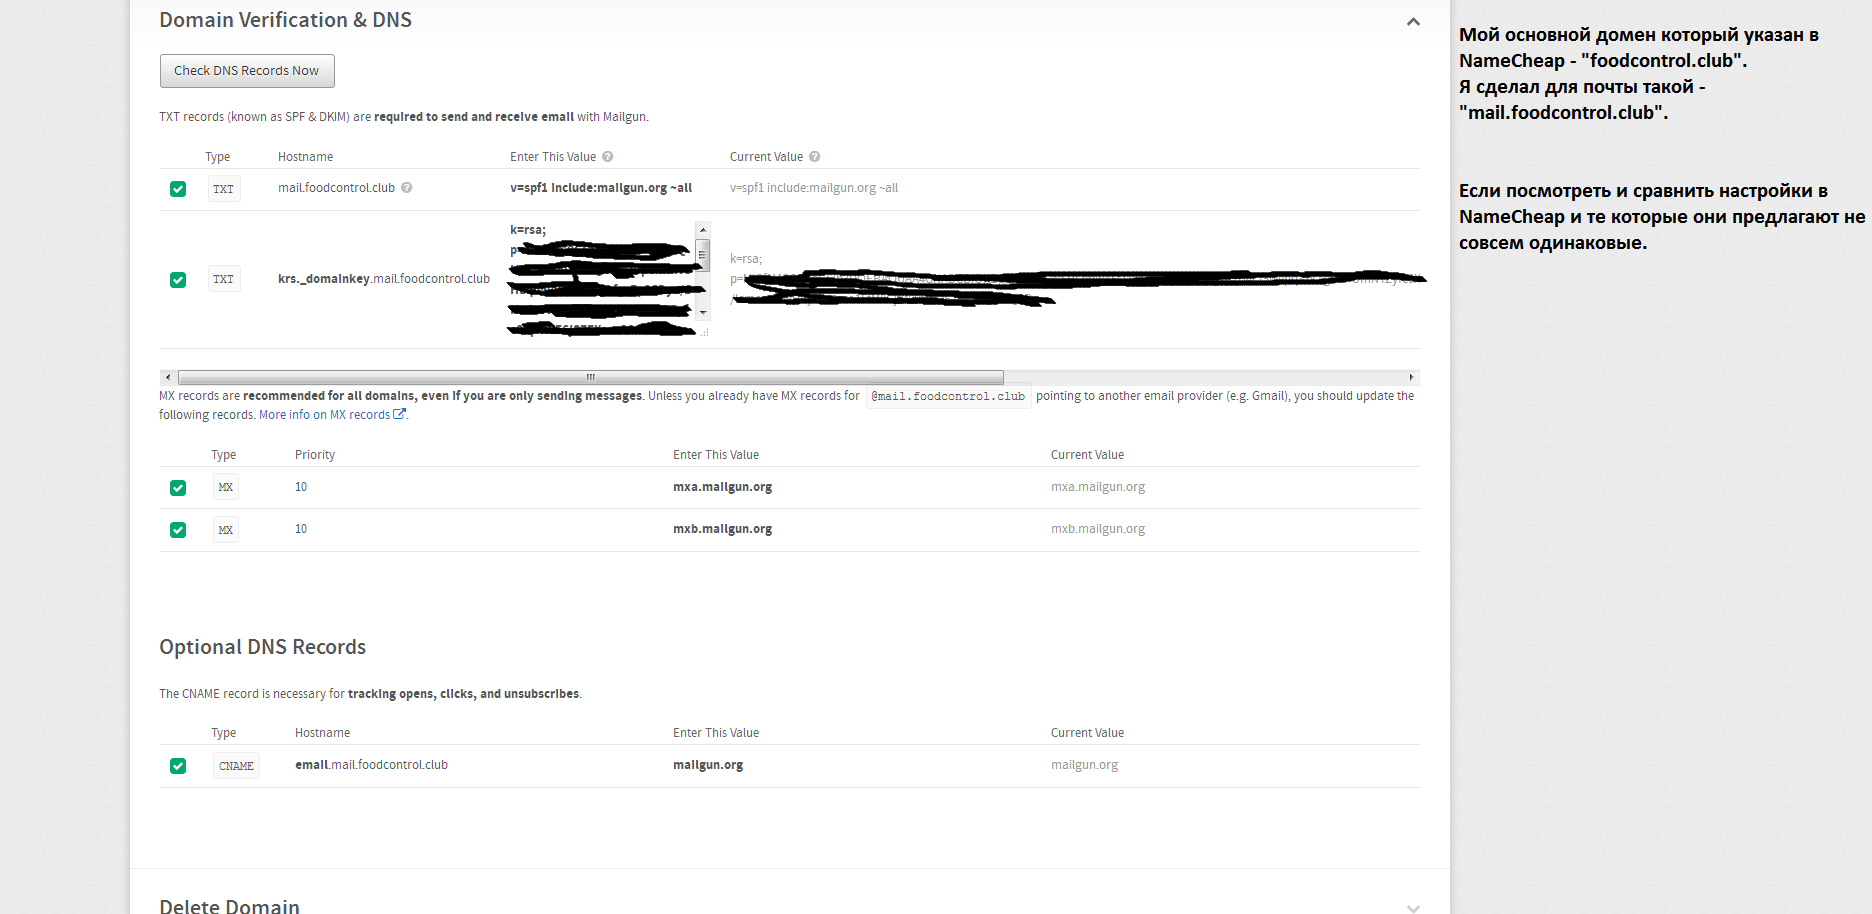 Domain Verification & DNS
Check DNS Records Now
TXT records (known as SPF & DKIM) are required to send and receive email with Mailgun.
Type Hostname Enter This Value Current Value
TXT mail.foodcontrol.club v=spf1 include:mailgun.org ~all v=spf1 include:mailgun.org ~all
TXT krs._domainkey.mail.foodcontrol.club
k=rsa;
p=
k=rsa;
p=
MX records are recommended for all domains, even if you are only sending messages. Unless you already have MX records for @mail.foodcontrol.club pointing to another email provider (e.g. Gmail), you should update the
following records. More info on MX records.
Type Priority Enter This Value Current Value
MX 10 mxa.mailgun.org mxa.mailgun.org
MX 10 mxb.mailgun.org mxb.mailgun.org
Optional DNS Records
The CNAME record is necessary for tracking opens, clicks, and unsubscribes.
Type Hostname Enter This Value Current Value
CNAME email.mail.foodcontrol.club mailgun.org mailgun.org
Delete Domain
Мой основной домен который указан в
NameCheap - "foodcontrol.club".
Я сделал для почты такой -
"mail.foodcontrol.club".
Если посмотреть и сравнить настройки в
NameCheap и те которые они предлагают не
совсем одинаковые.